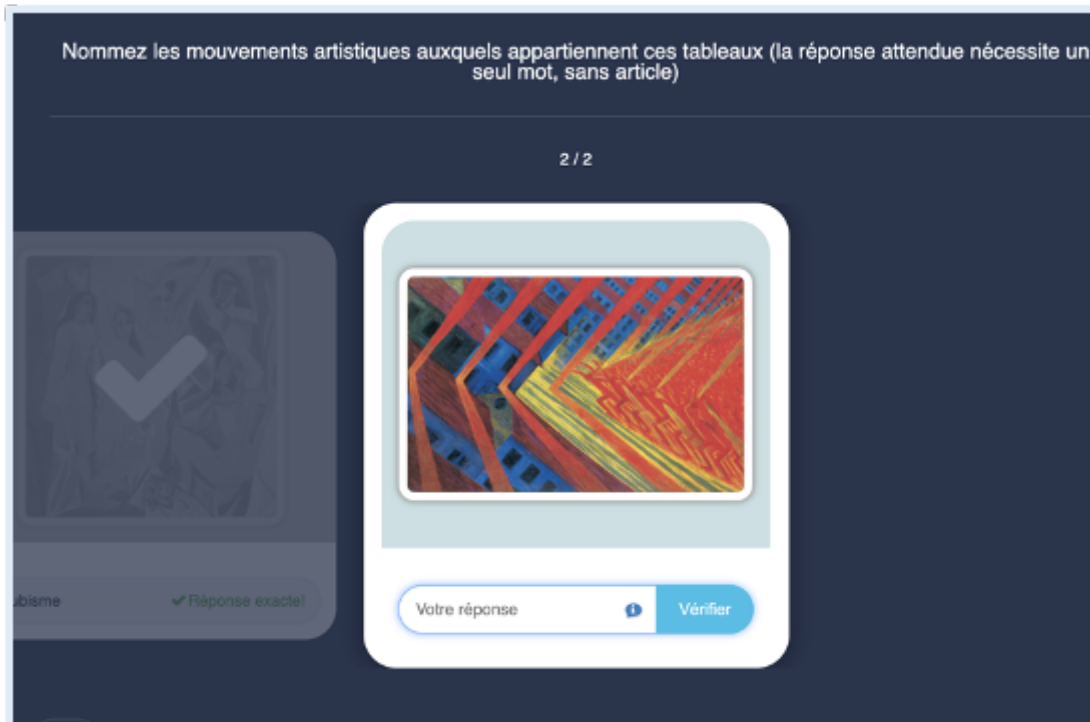 Nommez les mouvements artistiques auxquels appartiennent ces tableaux (la réponse attendue nécessite un
seul mot, sans article)
2 / 2
ubisme
Réponse exacte!
Votre réponse
Vérifier